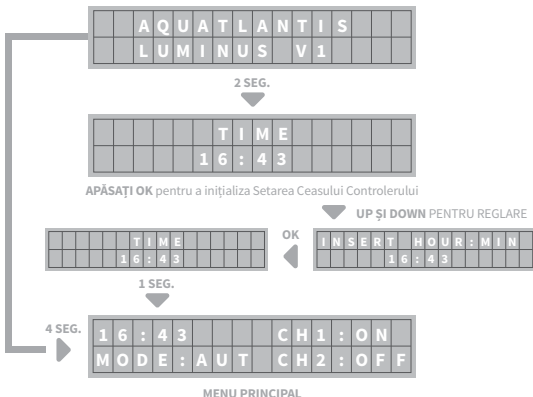 AQUATLANTIS
LUMINUS V1
2 SEG.
TIME
16:43
APĂSAȚI OK pentru a inițializa Setarea Ceasului Controlerului
UP ȘI DOWN PENTRU REGLARE
TIME
16:43
OK
INSERT HOUR:MIN
16:43
1 SEG.
4 SEG.
16:43 CH1:ON
MODE:AUT CH2:OFF
MENU PRINCIPAL